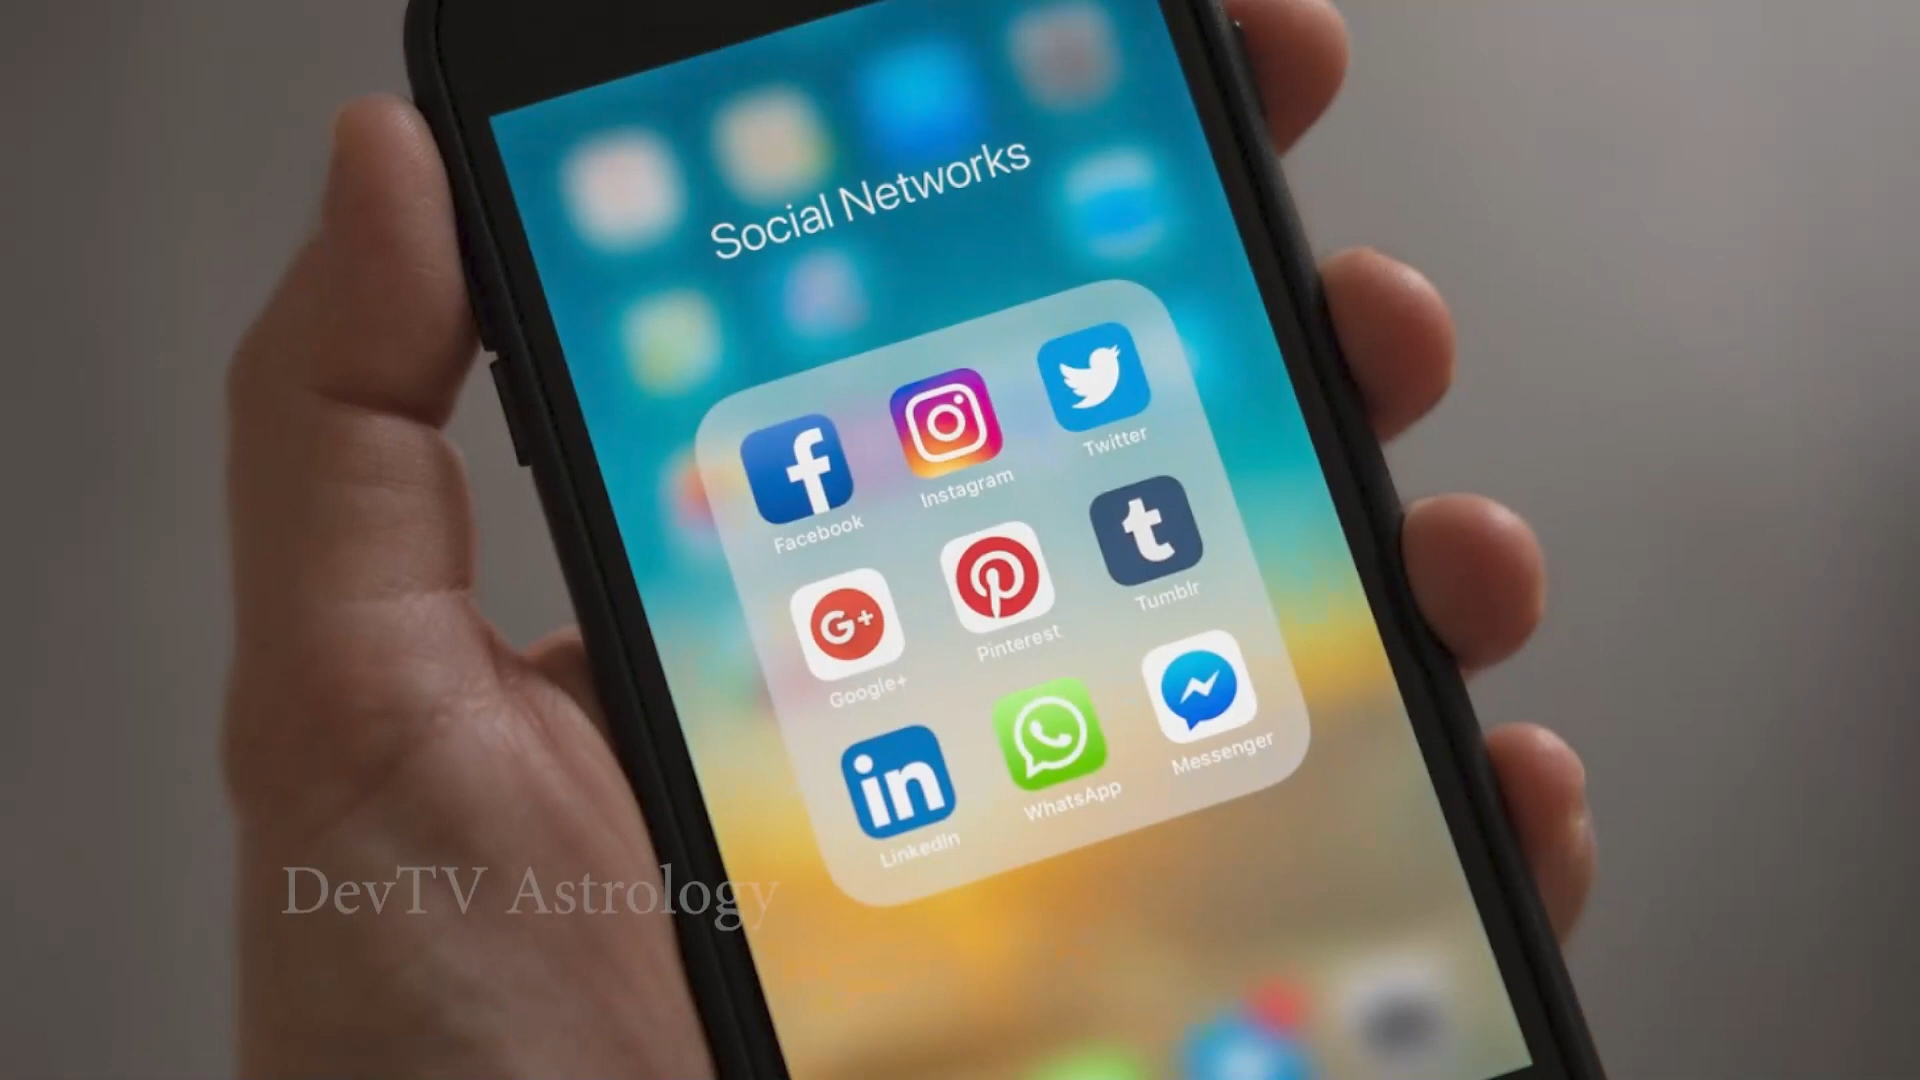 Social Networks
Facebook
Instagram
Twitter
Google+
Pinterest
Tumblr
LinkedIn
WhatsApp
Messenger
DevTV Astrology